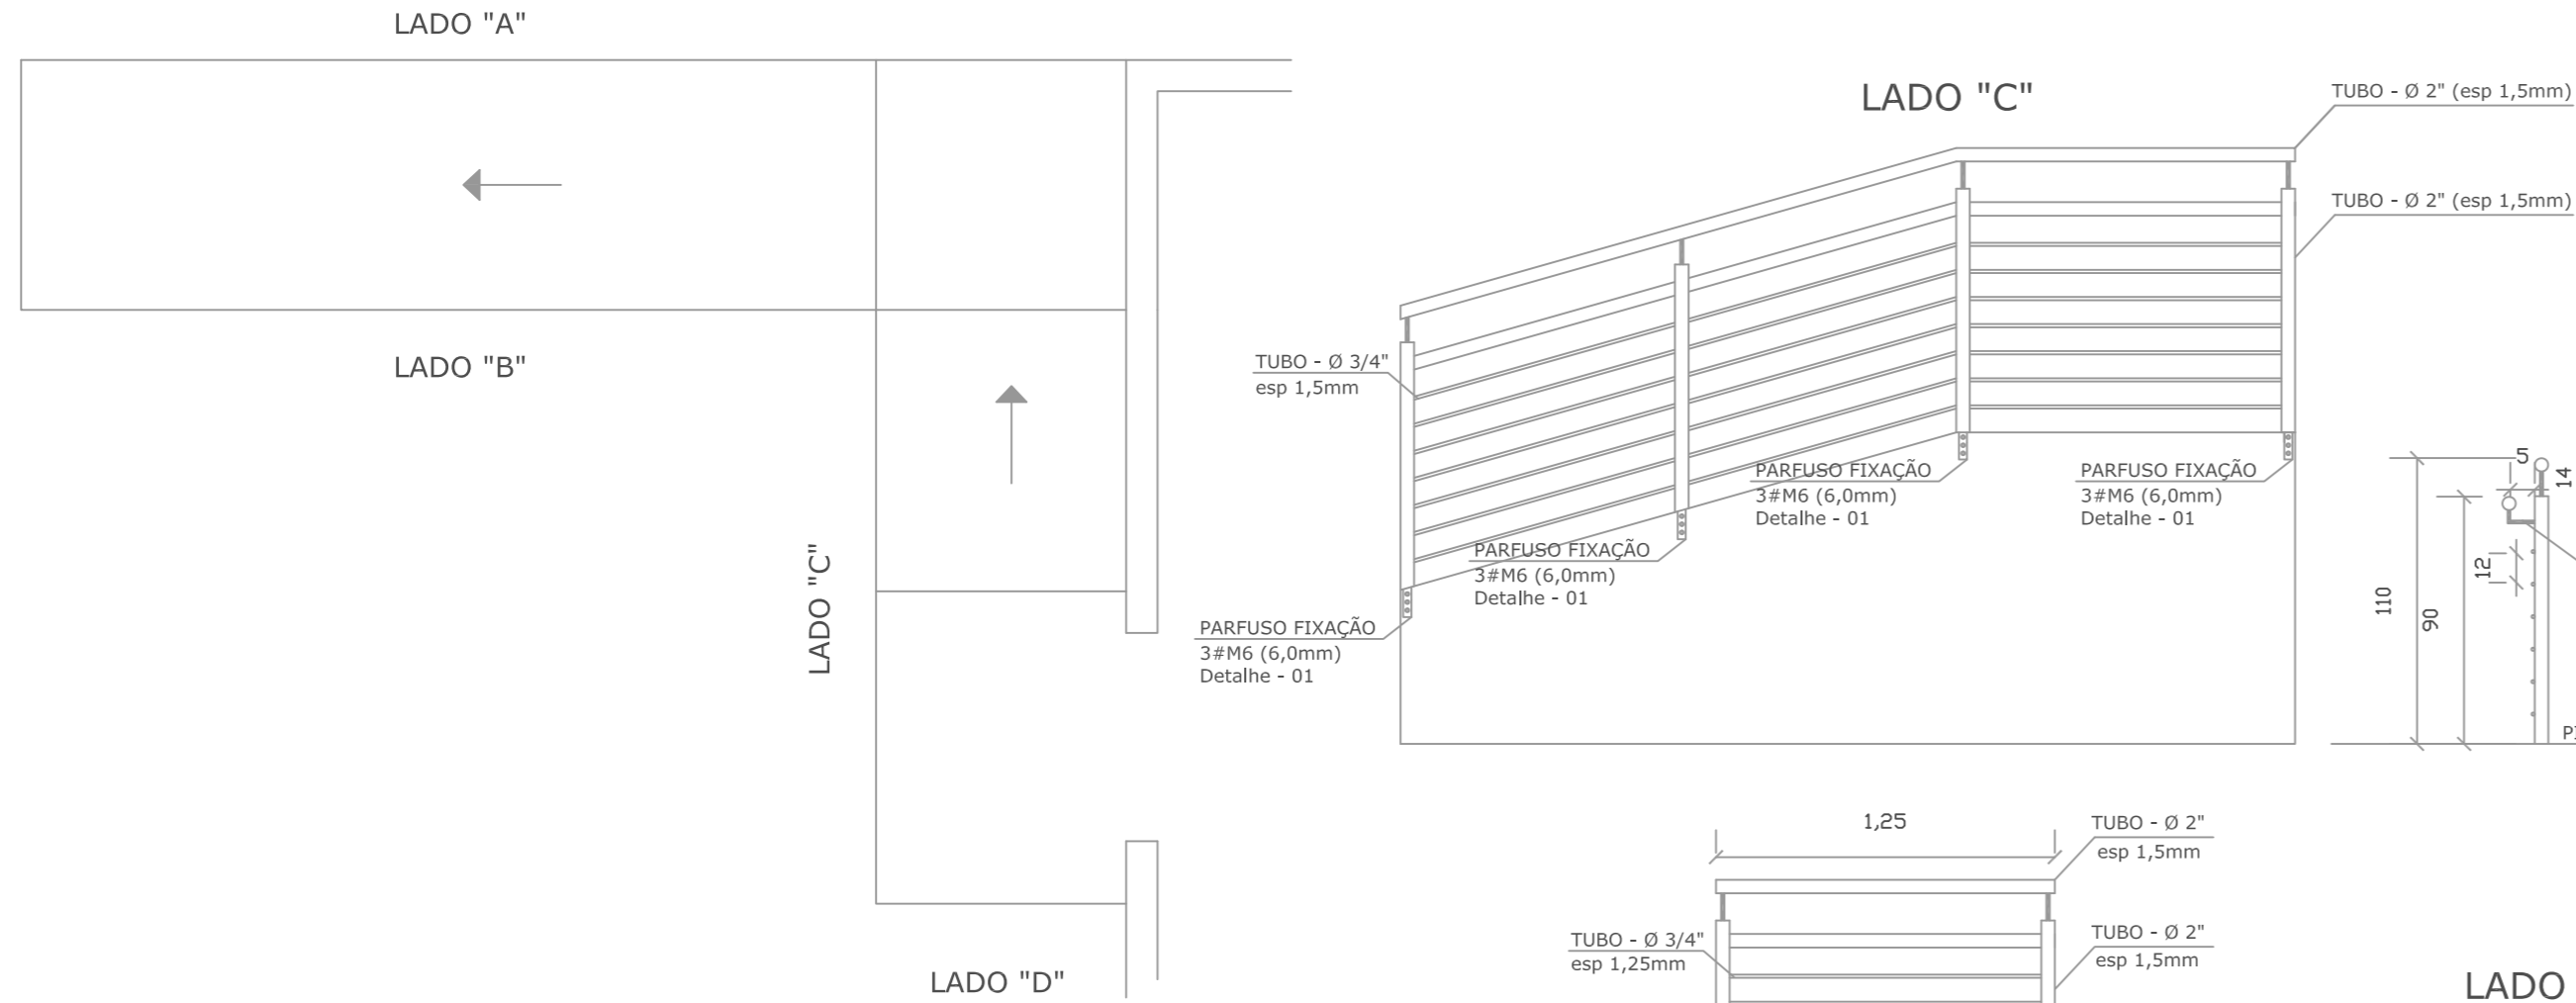 LADO "A"
LADO "B"
LADO "C"
LADO "D"
LADO "C"
TUBO - Ø 2" (esp 1,5mm)
TUBO - Ø 2" (esp 1,5mm)
TUBO - Ø 3/4"
esp 1,5mm
PARFUSO FIXAÇÃO
3#M6 (6,0mm)
Detalhe - 01
PARFUSO FIXAÇÃO
3#M6 (6,0mm)
Detalhe - 01
PARFUSO FIXAÇÃO
3#M6 (6,0mm)
Detalhe - 01
PARFUSO FIXAÇÃO
3#M6 (6,0mm)
Detalhe - 01
5
14
12
110
90
1,25
TUBO - Ø 2"
esp 1,5mm
TUBO - Ø 3/4"
esp 1,25mm
TUBO - Ø 2"
esp 1,5mm
LADO